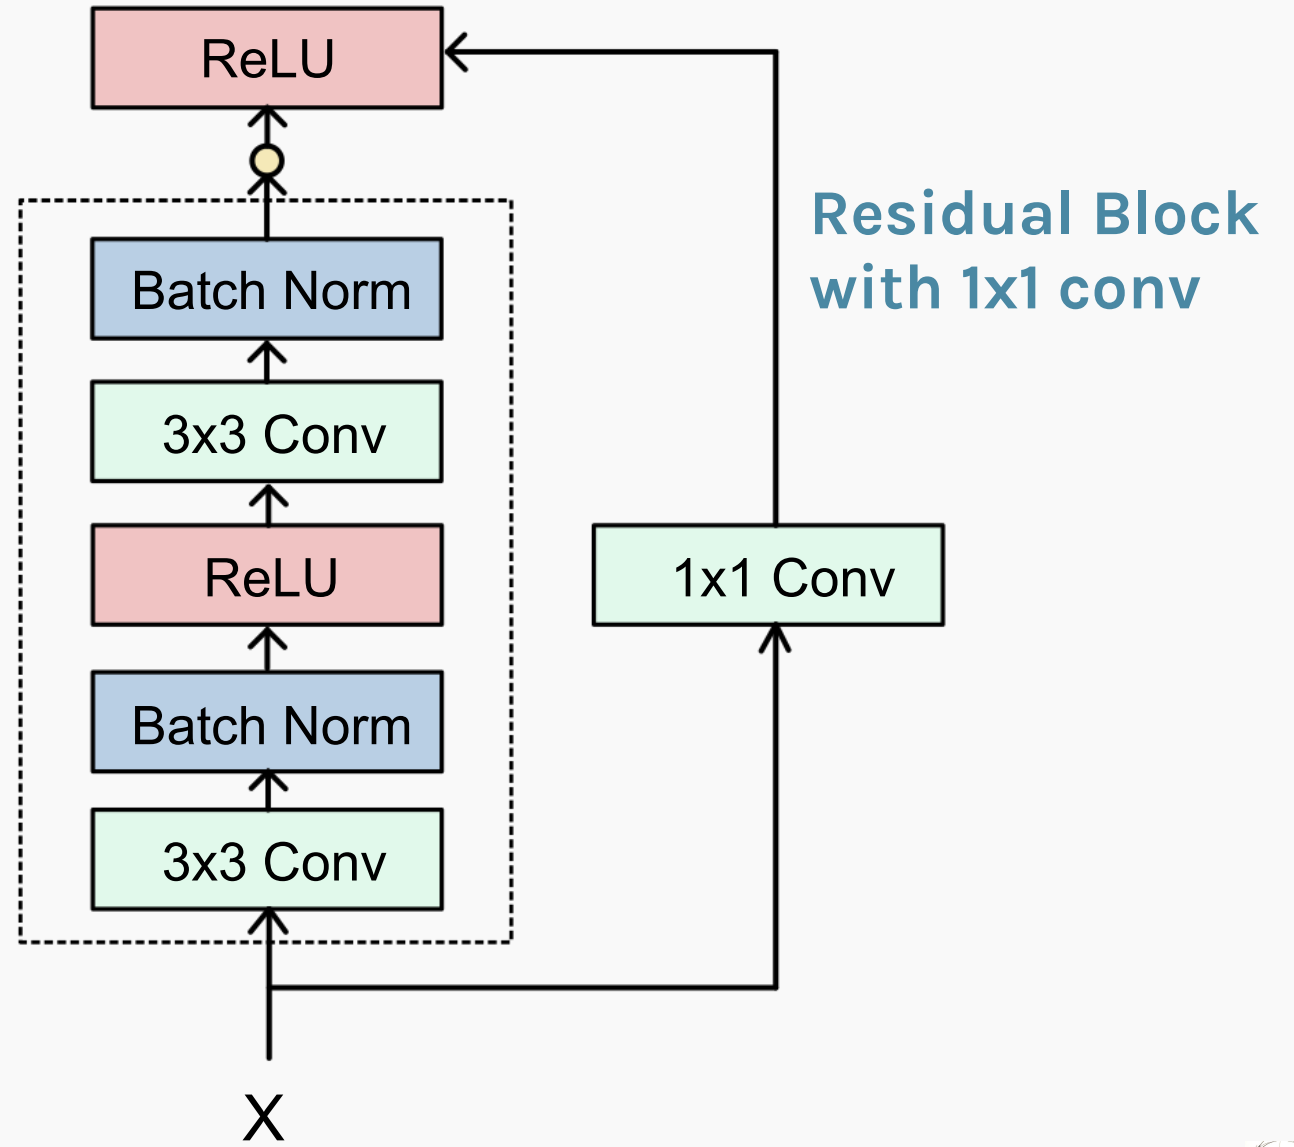 ReLU
Residual Block
with 1x1 conv
Batch Norm
3x3 Conv
ReLU
1x1 Conv
Batch Norm
3x3 Conv
X